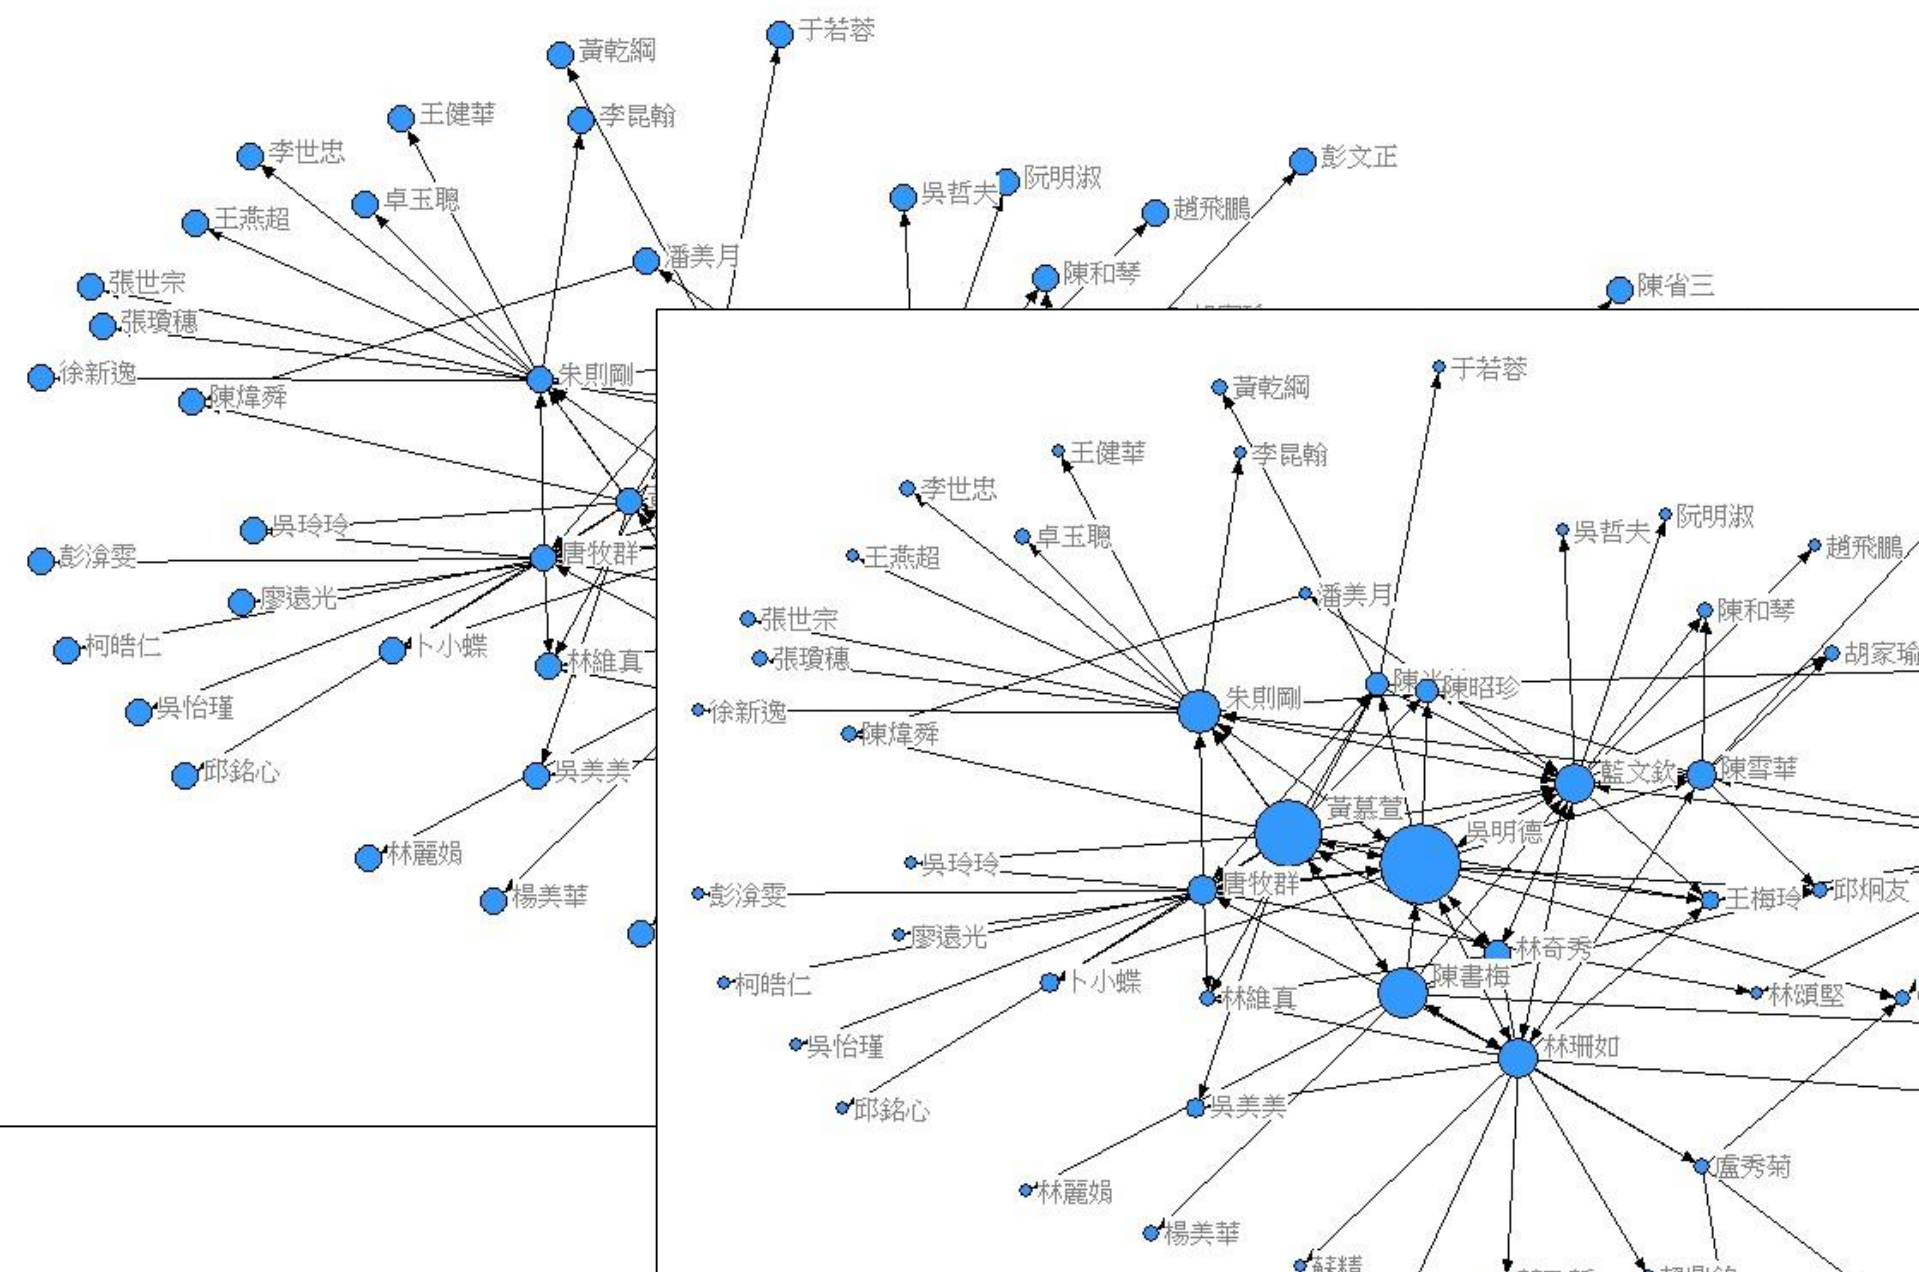 于若蓉
黃乾綱
王健華
李昆翰
李世忠
彭文正
阮明淑
吳哲夫
卓玉聰
趙飛鵬
王燕超
潘美月
陳和琴
張世宗
陳省三
張瓊穗
徐新逸
朱則剛
陳煒舜
吳玲玲
唐牧群
彭渰雯
廖遠光
柯皓仁
卜小蝶
林維真
吳怡瑾
邱銘心
吳美美
林麗娟
楊美華
于若蓉
黃乾綱
王健華
李昆翰
李世忠
阮明淑
吳哲夫
卓玉聰
趙飛鵬
王燕超
潘美月
陳和琴
張世宗
胡家瑜
張瓊穗
陳昭珍
朱則剛
徐新逸
陳煒舜
藍文欽
陳雪華
黃慕萱
吳明德
吳玲玲
唐牧群
彭渰雯
王梅玲
邱炯友
廖遠光
林奇秀
柯皓仁
卜小蝶
陳書梅
林維真
林頌堅
吳怡瑾
林珊如
邱銘心
吳美美
盧秀菊
林麗娟
楊美華